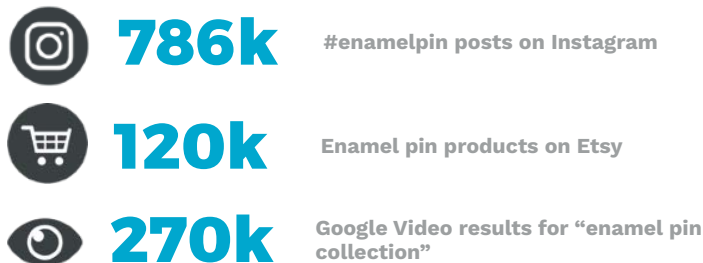 786k
#enamelpin posts on Instagram
120k
Enamel pin products on Etsy
270k
Google Video results for “enamel pin
collection”